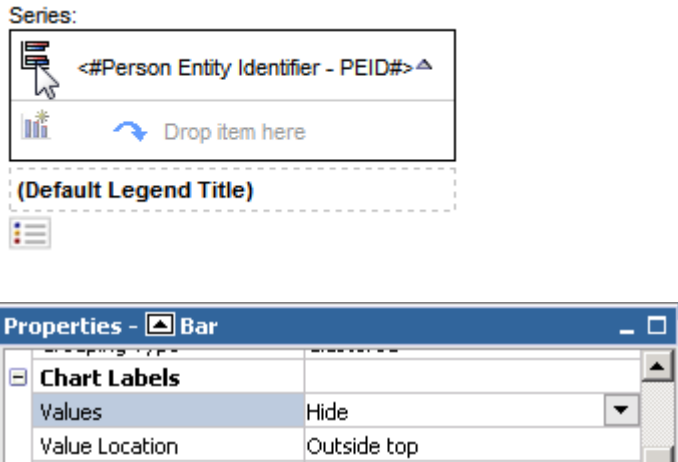 Series:
<#Person Entity Identifier - PEID#>
Drop item here
(Default Legend Title)
Properties - Bar
Chart Labels
Values Hide
Value Location Outside top